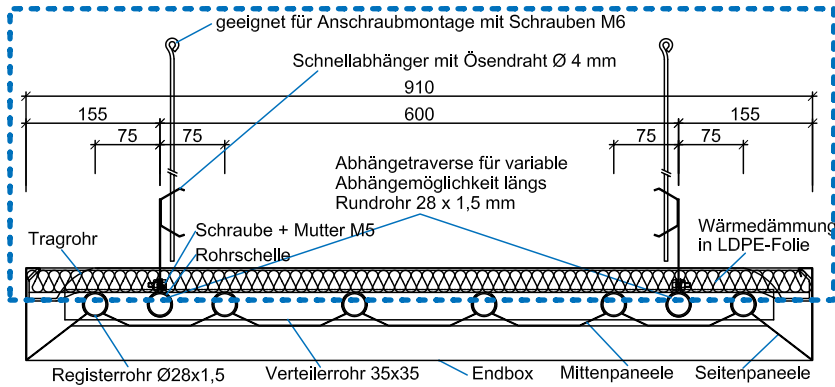 geeignet für Anschraubmontage mit Schrauben M6
Schnellabhänger mit Ösendraht Ø 4 mm
910
155
600
155
75
75
75
75
Abhängetraverse für variable
Abhängemöglichkeit längs
Rundrohr 28 x 1,5 mm
Schraube + Mutter M5
Rohrschelle
Tragrohr
Wärmedämmung
in LDPE-Folie
Registerrohr Ø28x1,5
Verteilerrohr 35x35
Endbox
Mittenpaneele
Seitenpaneele